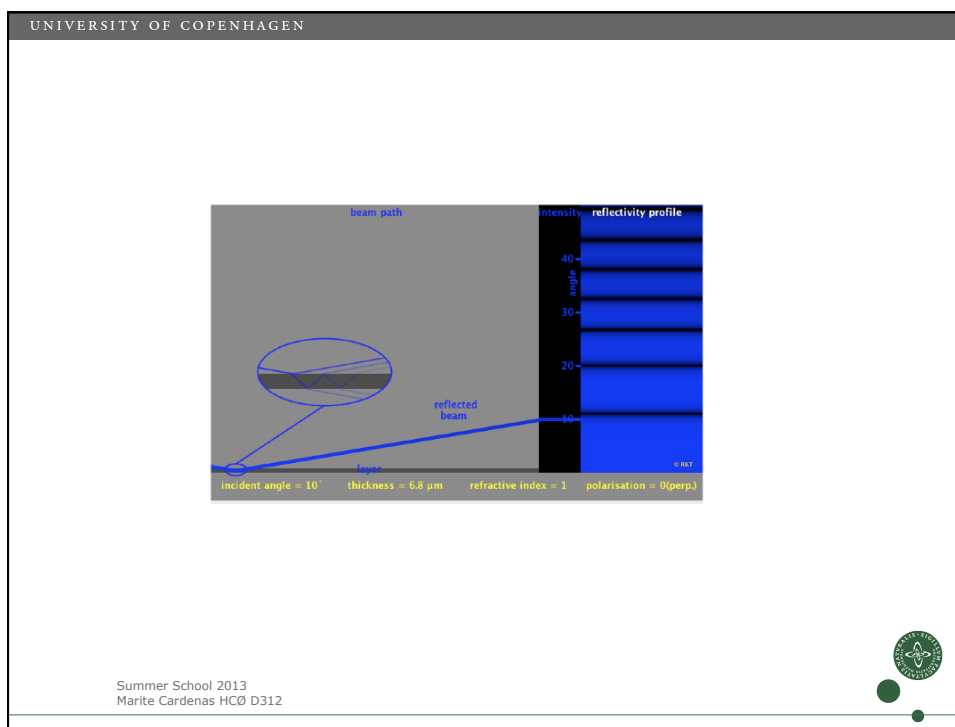 UNIVERSITY OF COPENHAGEN
beam path
intensity
reflectivity profile
40
angle
30
20
10
reflected
beam
layer
© RKT
incident angle = 10° thickness = 6.8 µm refractive index = 1 polarisation = 0(perp.)
Summer School 2013
Marite Cardenas HCØ D312